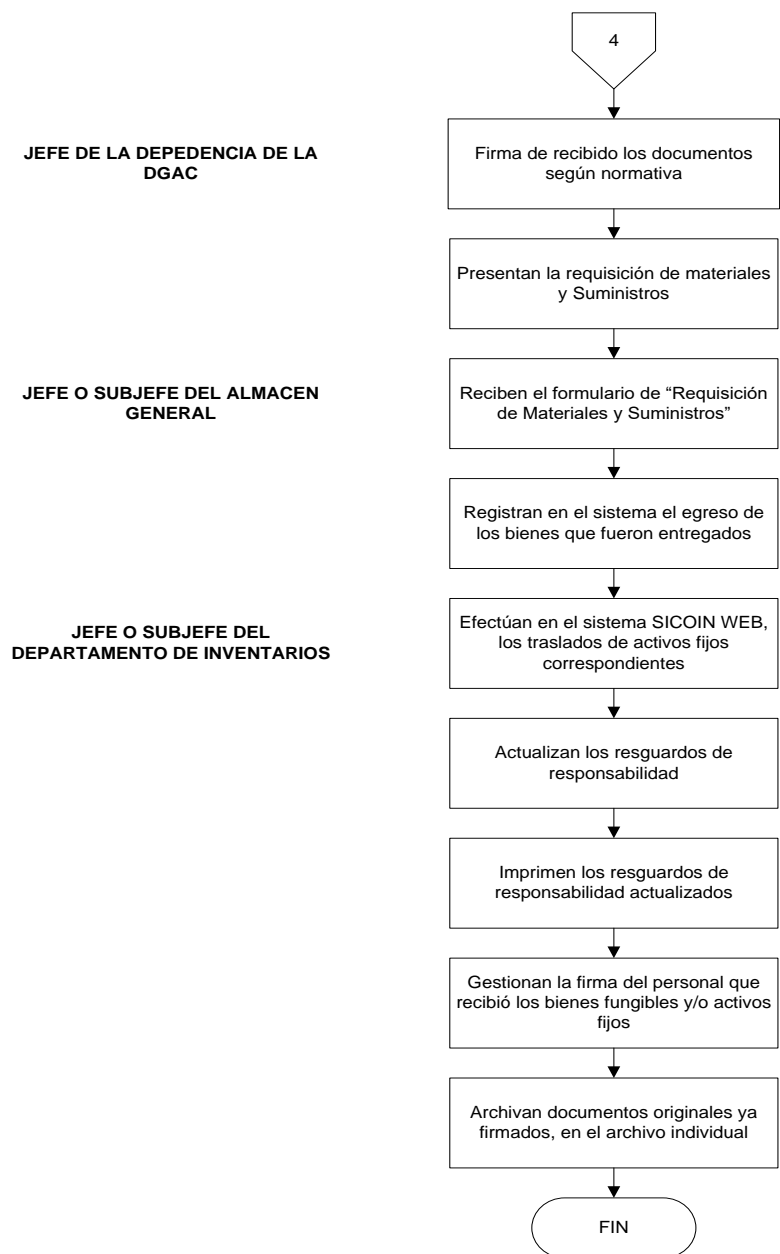 4
JEFE DE LA DEPEDENCIA DE LA
DGAC
Firma de recibido los documentos
según normativa
Presentan la requisición de materiales
y Suministros
JEFE O SUBJEFE DEL ALMACEN
GENERAL
Reciben el formulario de “Requisición
de Materiales y Suministros”
Registran en el sistema el egreso de
los bienes que fueron entregados
JEFE O SUBJEFE DEL
DEPARTAMENTO DE INVENTARIOS
Efectúan en el sistema SICOIN WEB,
los traslados de activos fijos
correspondientes
Actualizan los resguardos de
responsabilidad
Imprimen los resguardos de
responsabilidad actualizados
Gestionan la firma del personal que
recibió los bienes fungibles y/o activos
fijos
Archivan documentos originales ya
firmados, en el archivo individual
FIN